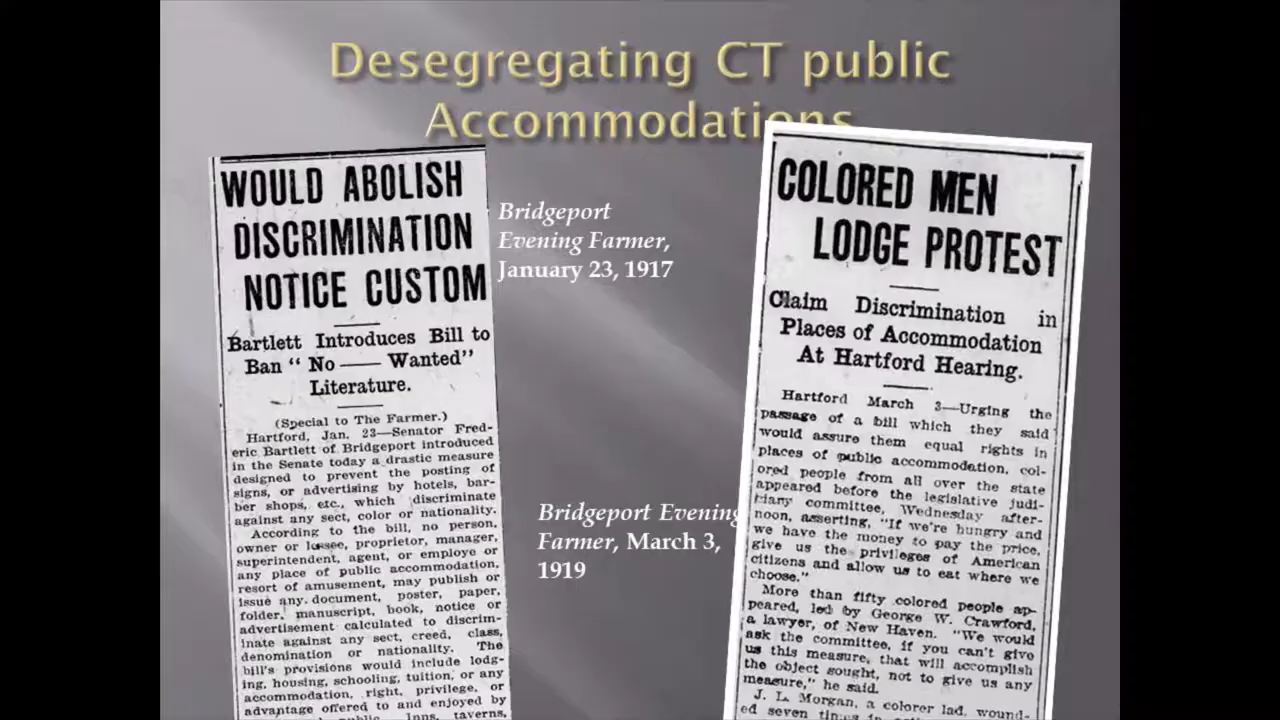 Desegregating CT public
Accommodations
WOULD ABOLISH
DISCRIMINATION
NOTICE CUSTOM
Bartlett Introduces Bill to
Ban “ No —— Wanted”
Literature.
(Special to The Farmer.)
Hartford, Jan. 23—Senator Fred-
eric Bartlett of Bridgeport introduced
in the Senate today a drastic measure
designed to prevent the posting of
signs, or advertising by hotels, bar-
ber shops, etc., which discriminate
against any sect, color or nationality.
According to the bill, no person,
owner or lessee, proprietor, manager,
superintendent, agent, or employe or
any place of public accommodation,
resort of amusement, may publish or
issue any document, poster, paper,
folder, manuscript, book, notice or
advertisement calculated to discrim-
inate against any sect, creed, class,
denomination or nationality. The
bill's provisions would include lodg-
ing, housing, schooling, tuition, or any
accommodation, right, privilege, or
advantage offered to and enjoyed by
public. Inns, taverns,
Bridgeport
Evening Farmer,
January 23, 1917
Bridgeport Evening
Farmer, March 3,
1919
COLORED MEN
LODGE PROTEST
Claim Discrimination in
Places of Accommodation
At Hartford Hearing.
Hartford March 3—Urging the
passage of a bill which they said
would assure them equal rights in
places of public accommodation, col-
ored people from all over the state
appeared before the legislative judi-
ciary committee, Wednesday after-
noon, asserting, "If we're hungry and
we have the money to pay the price,
give us the privileges of American
citizens and allow us to eat where we
choose."
More than fifty colored people ap-
peared, led by George W. Crawford,
a lawyer, of New Haven. "We would
ask the committee, if you can't give
us this measure, that will accomplish
the object sought, not to give us any
measure," he said.
J. L. Morgan, a colorer lad, wound-
ed seven times in